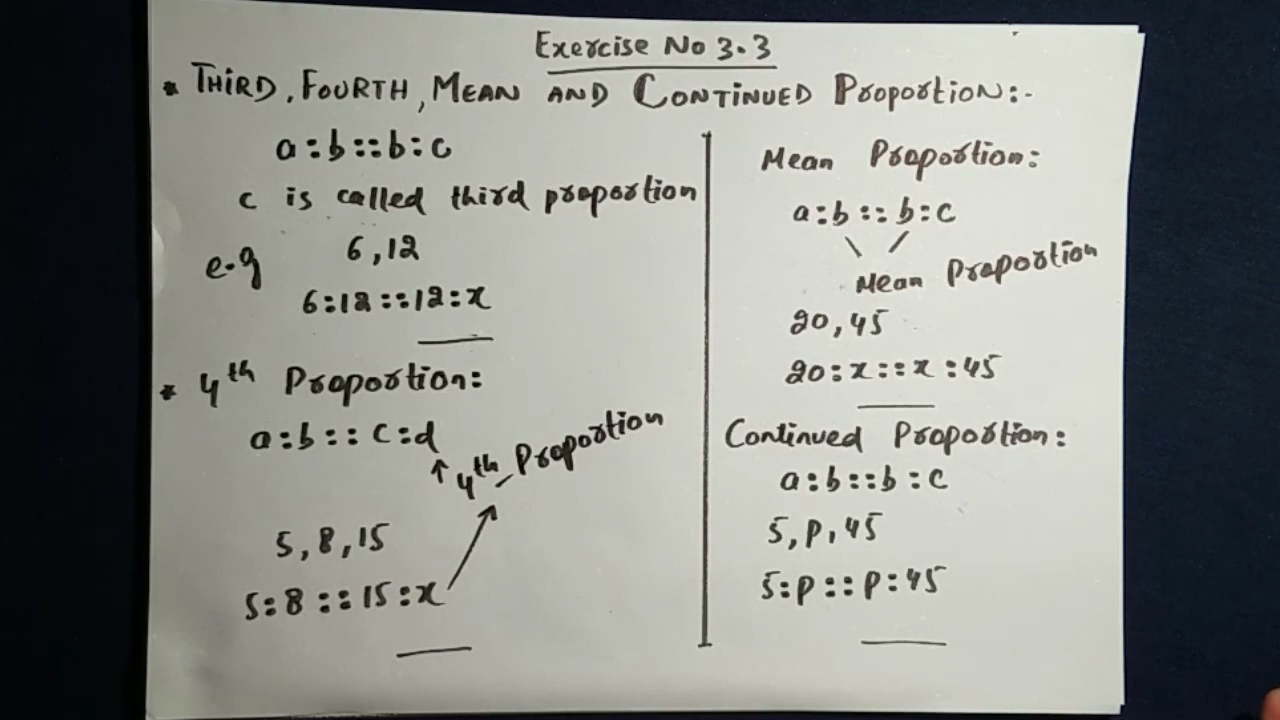 Exercise No 3.3
* THIRD, FOURTH, MEAN AND CONTINUED Proportion:-
a:b::b:c
c is called third proportion
e.g 6,12
6:12::12:x
* 4th Proportion:
a:b::c:d
↑ 4th Proportion
5,8,15
5:8::15:x
Mean Proportion:
a:b::b:c
Mean Proportion
20,45
20:x::x:45
Continued Proportion:
a:b::b:c
5,P,45
5:P::P:45